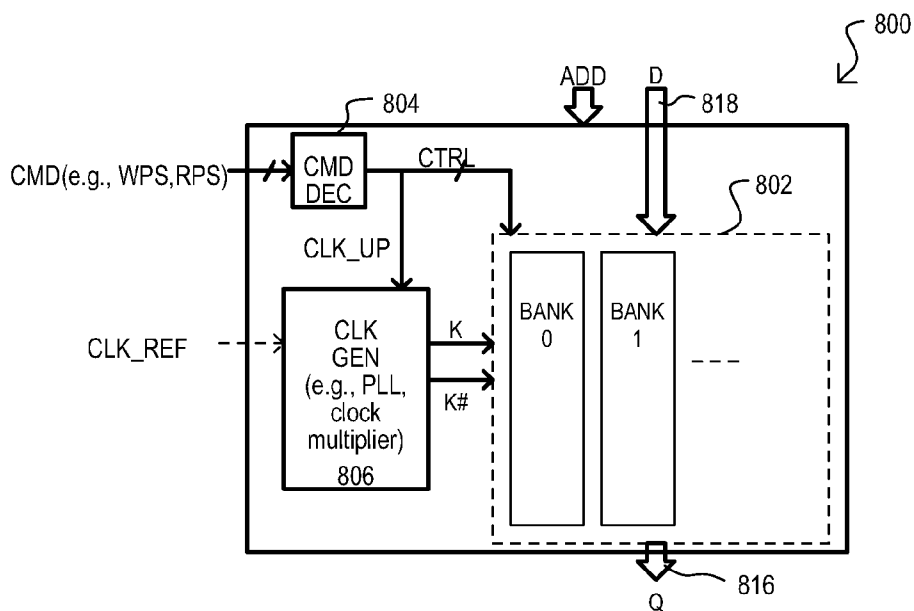 800
ADD
D
818
804
CMD(e.g., WPS,RPS)
CMD
DEC
CTRL
802
CLK_UP
BANK
0
BANK
1
CLK_REF
CLK
GEN
(e.g., PLL,
clock
multiplier)
806
K
K#
816
Q